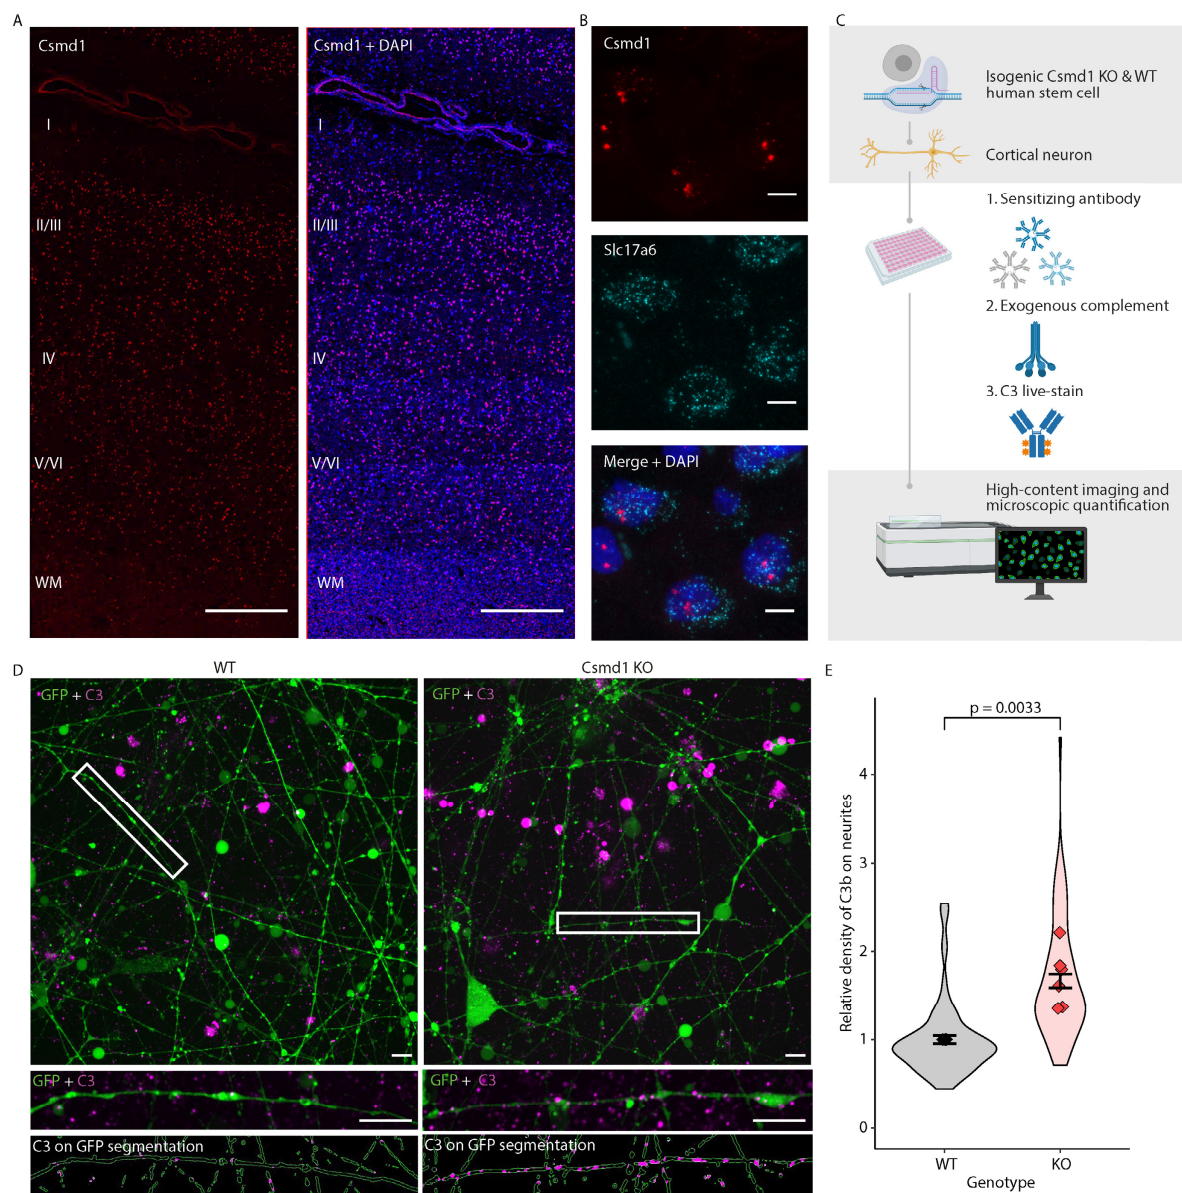 A
Csmd1
I
II/III
IV
V/VI
WM
Csmd1 + DAPI
I
II/III
IV
V/VI
WM
B
Csmd1
Slc17a6
Merge + DAPI
C
Isogenic Csmd1 KO & WT
human stem cell
Cortical neuron
1. Sensitizing antibody
2. Exogenous complement
3. C3 live-stain
High-content imaging and
microscopic quantification
D
WT
Csmd1 KO
GFP + C3
GFP + C3
GFP + C3
GFP + C3
C3 on GFP segmentation
C3 on GFP segmentation
E
p = 0.0033
Relative density of C3b on neurites
4
3
2
1
0
WT
KO
Genotype